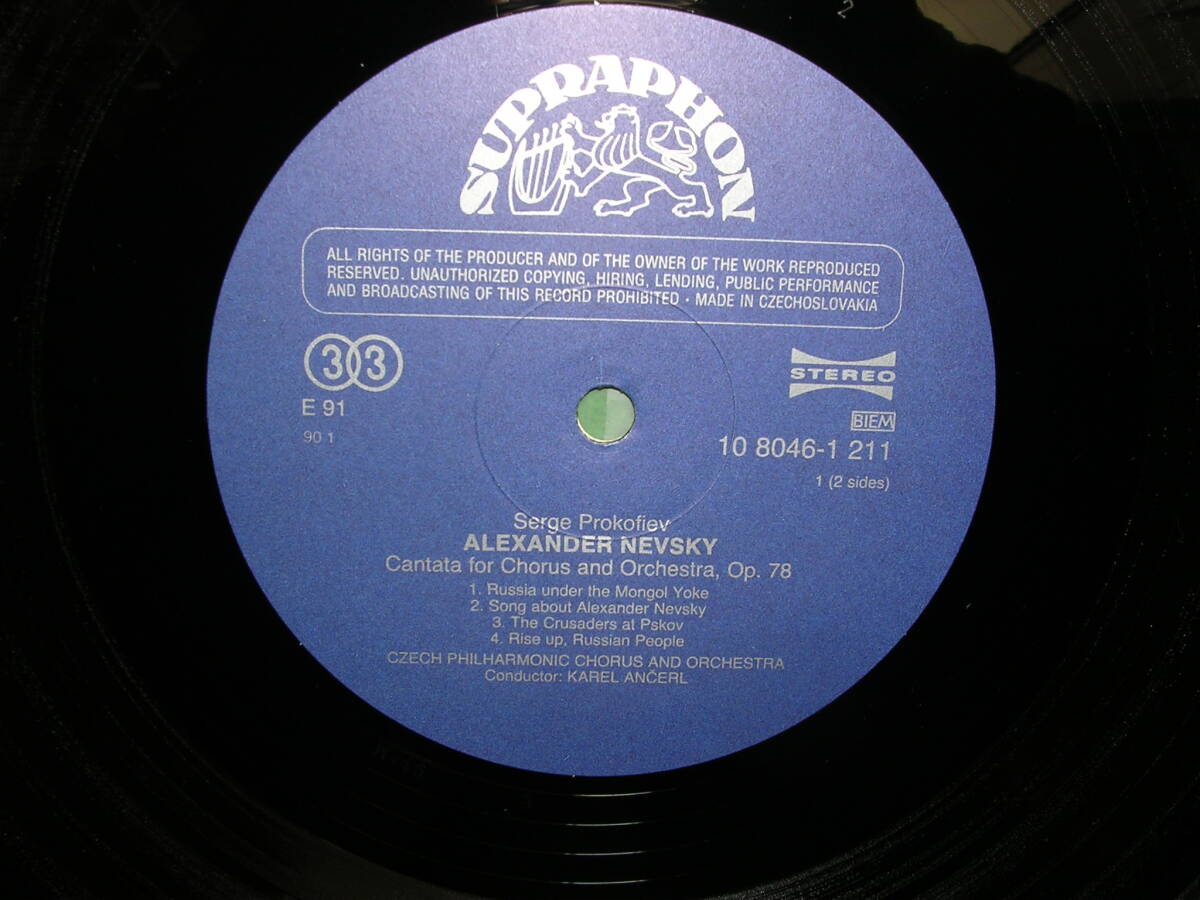 2
SUPRAPHON
ALL RIGHTS OF THE PRODUCER AND OF THE OWNER OF THE WORK REPRODUCED
RESERVED. UNAUTHORIZED COPYING, HIRING, LENDING, PUBLIC PERFORMANCE
AND BROADCASTING OF THIS RECORD PROHIBITED · MADE IN CZECHOSLOVAKIA
33
STEREO
E 91
BIEM
90 1
10 8046-1 211
1 (2 sides)
Serge Prokofiev
ALEXANDER NEVSKY
Cantata for Chorus and Orchestra, Op. 78
1. Russia under the Mongol Yoke
2. Song about Alexander Nevsky
3. The Crusaders at Pskov
4. Rise up, Russian People
CZECH PHILHARMONIC CHORUS AND ORCHESTRA
Conductor: KAREL ANČERL